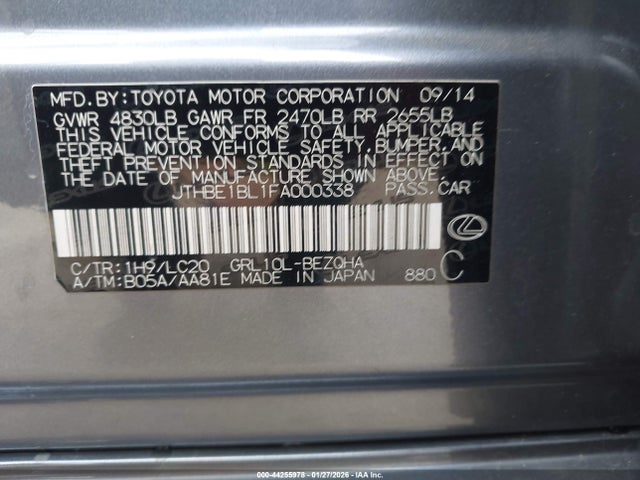 MFD.BY:TOYOTA MOTOR CORPORATION 09/14
GVWR 4830LB GAWR FR 2470LB RR 2655LB
THIS VEHICLE CONFORMS TO ALL APPLICABLE
FEDERAL MOTOR VEHICLE SAFETY,BUMPER,AND
THEFT PREVENTION STANDARDS IN EFFECT ON
THE DATE OF MANUFACTURE SHOWN ABOVE.
JTHBE1BL1FA000338 PASS.CAR
C/TR:1H9/LC20 GRL10L-BEZQHA
A/TM:B05A/AA81E MADE IN JAPAN 880 C
000-44255978 - 01/27/2026 - IAA Inc.